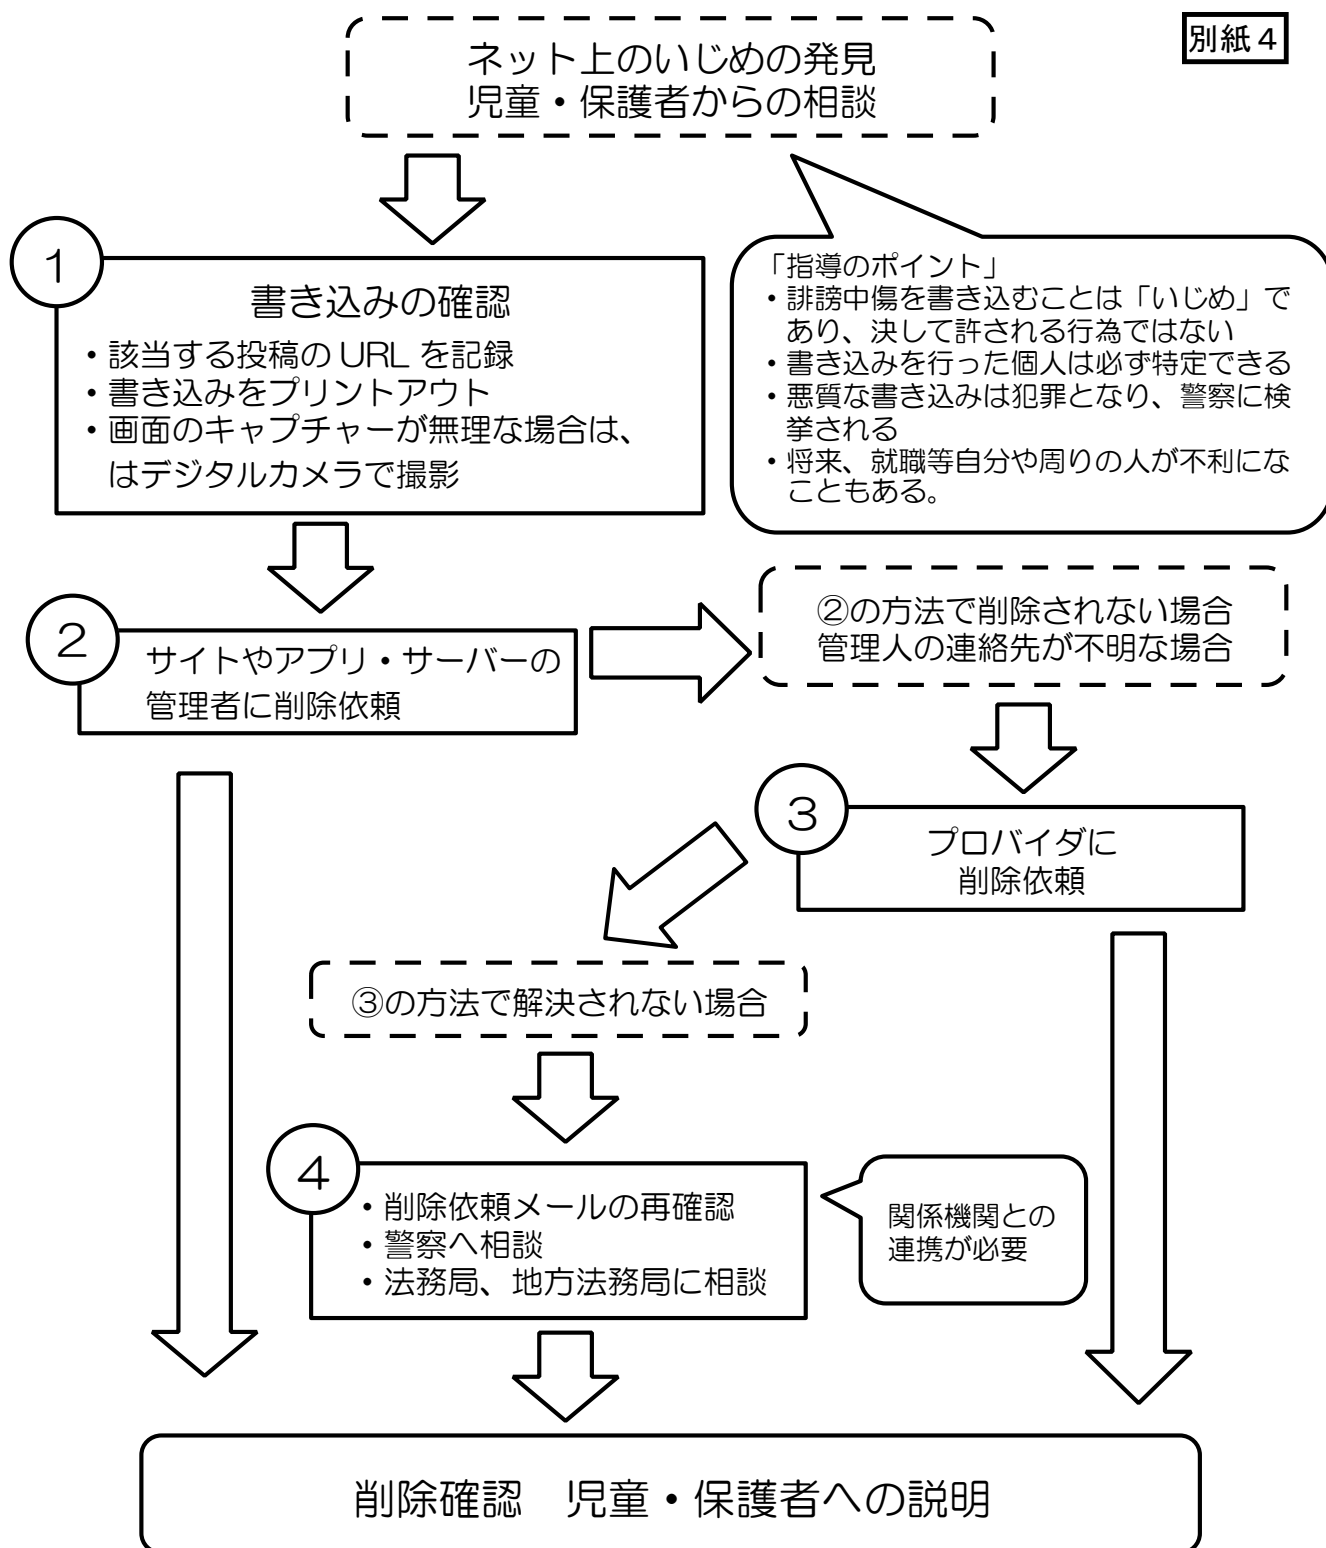 別紙４
ネット上のいじめの発見
児童・保護者からの相談
１
書き込みの確認
・該当する投稿の URL を記録
・書き込みをプリントアウト
・画面のキャプチャーが無理な場合は、
はデジタルカメラで撮影
「指導のポイント」
・誹謗中傷を書き込むことは「いじめ」で
あり、決して許される行為ではない
・書き込みを行った個人は必ず特定できる
・悪質な書き込みは犯罪となり、警察に検
挙される
・将来、就職等自分や周りの人が不利にな
こともある。
２
サイトやアプリ・サーバーの
管理者に削除依頼
②の方法で削除されない場合
管理人の連絡先が不明な場合
３
プロバイダに
削除依頼
③の方法で解決されない場合
４
・削除依頼メールの再確認
・警察へ相談
・法務局、地方法務局に相談
関係機関との
連携が必要
削除確認　児童・保護者への説明